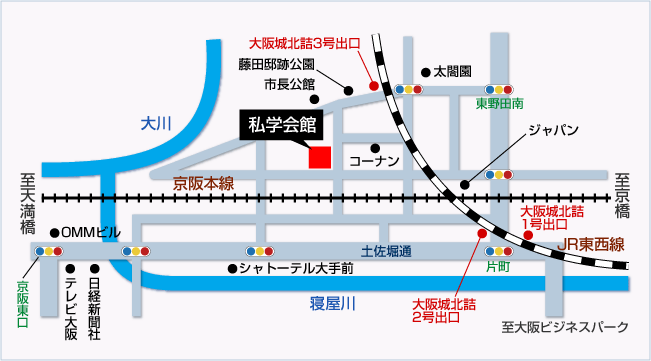 大阪城北詰3号出口
藤田邸跡公園
太閤園
市長公館
東野田南
大川
私学会館
ジャパン
コーナン
京阪本線
至大満橋
至京橋
大阪城北詰
1号出口
OMMビル
JR東西線
土佐堀通
片町
シャトーテル大手前
京阪東口
テレビ大阪
日経新聞社
寝屋川
大阪城北詰
2号出口
至大阪ビジネスパーク